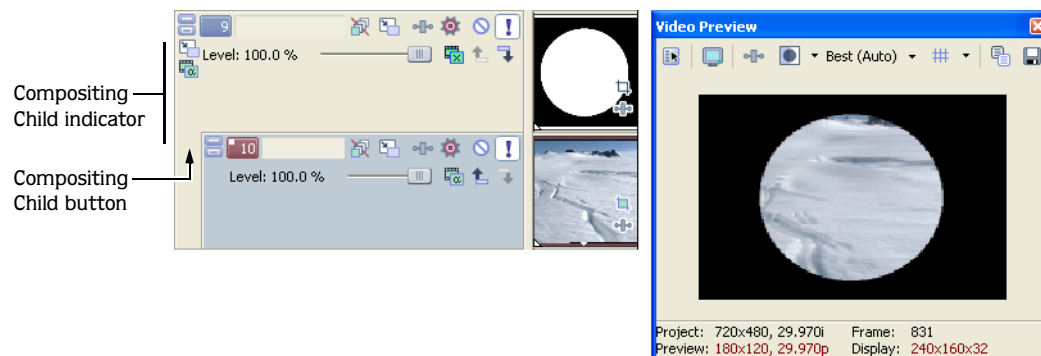 9
Level: 100.0 %
Compositing
Child indicator
10
Compositing
Child button
Level: 100.0 %
Video Preview
Best (Auto)
Project: 720x480, 29.970i Frame: 831
Preview: 180x120, 29.970p Display: 240x160x32